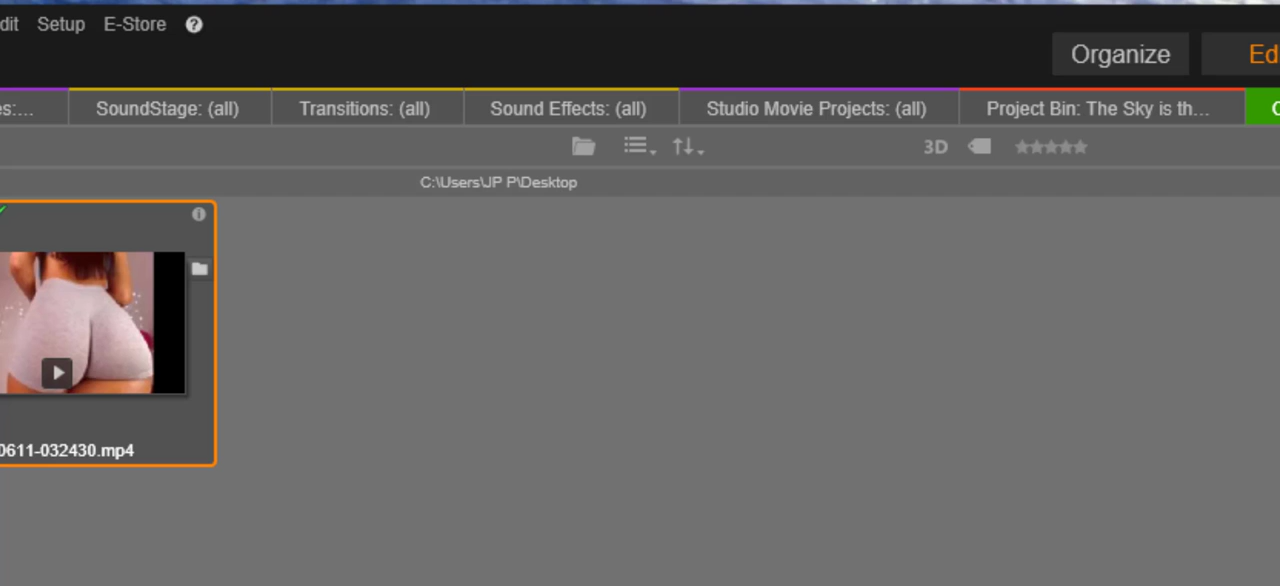 dit Setup E-Store ?
Organize Ed
es:... SoundStage: (all) Transitions: (all) Sound Effects: (all) Studio Movie Projects: (all) Project Bin: The Sky is th... C
3D
C:\Users\JP P\Desktop
0611-032430.mp4